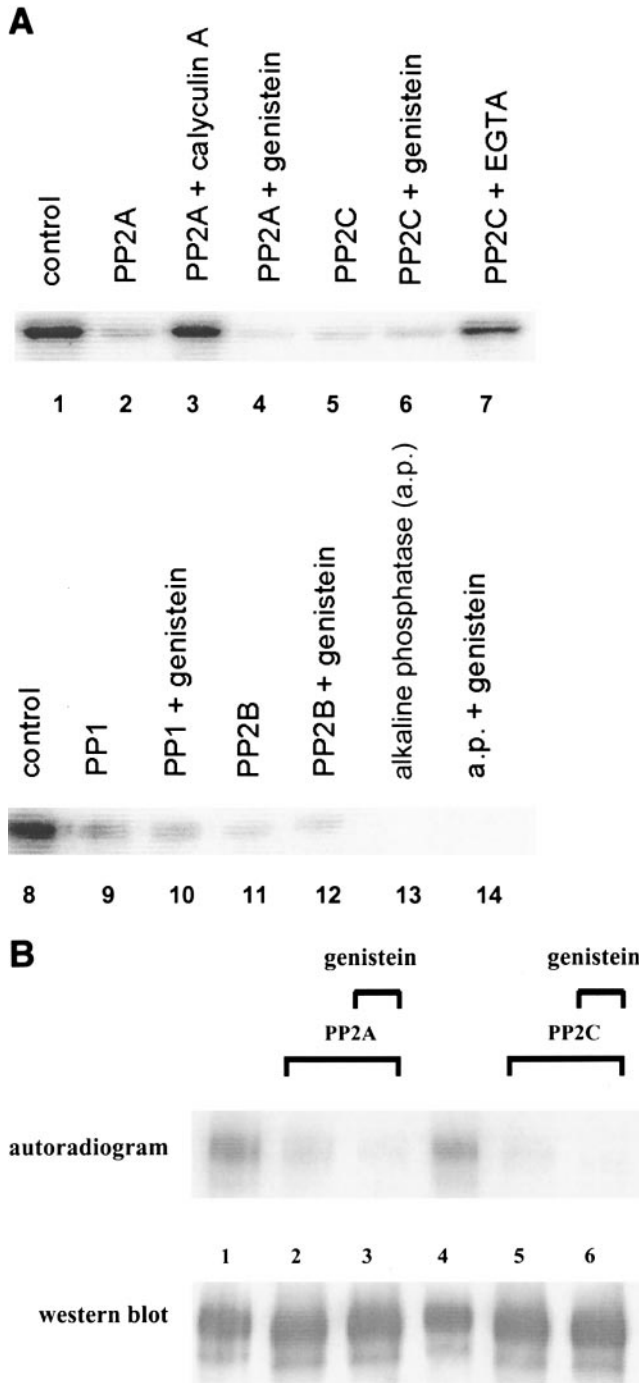 A
control
PP2A
PP2A + calyculin A
PP2A + genistein
PP2C
PP2C + genistein
PP2C + EGTA
1 2 3 4 5 6 7
control
PP1
PP1 + genistein
PP2B
PP2B + genistein
alkaline phosphatase (a.p.)
a.p. + genistein
8 9 10 11 12 13 14
B
genistein genistein
PP2A PP2C
autoradiogram
1 2 3 4 5 6
western blot